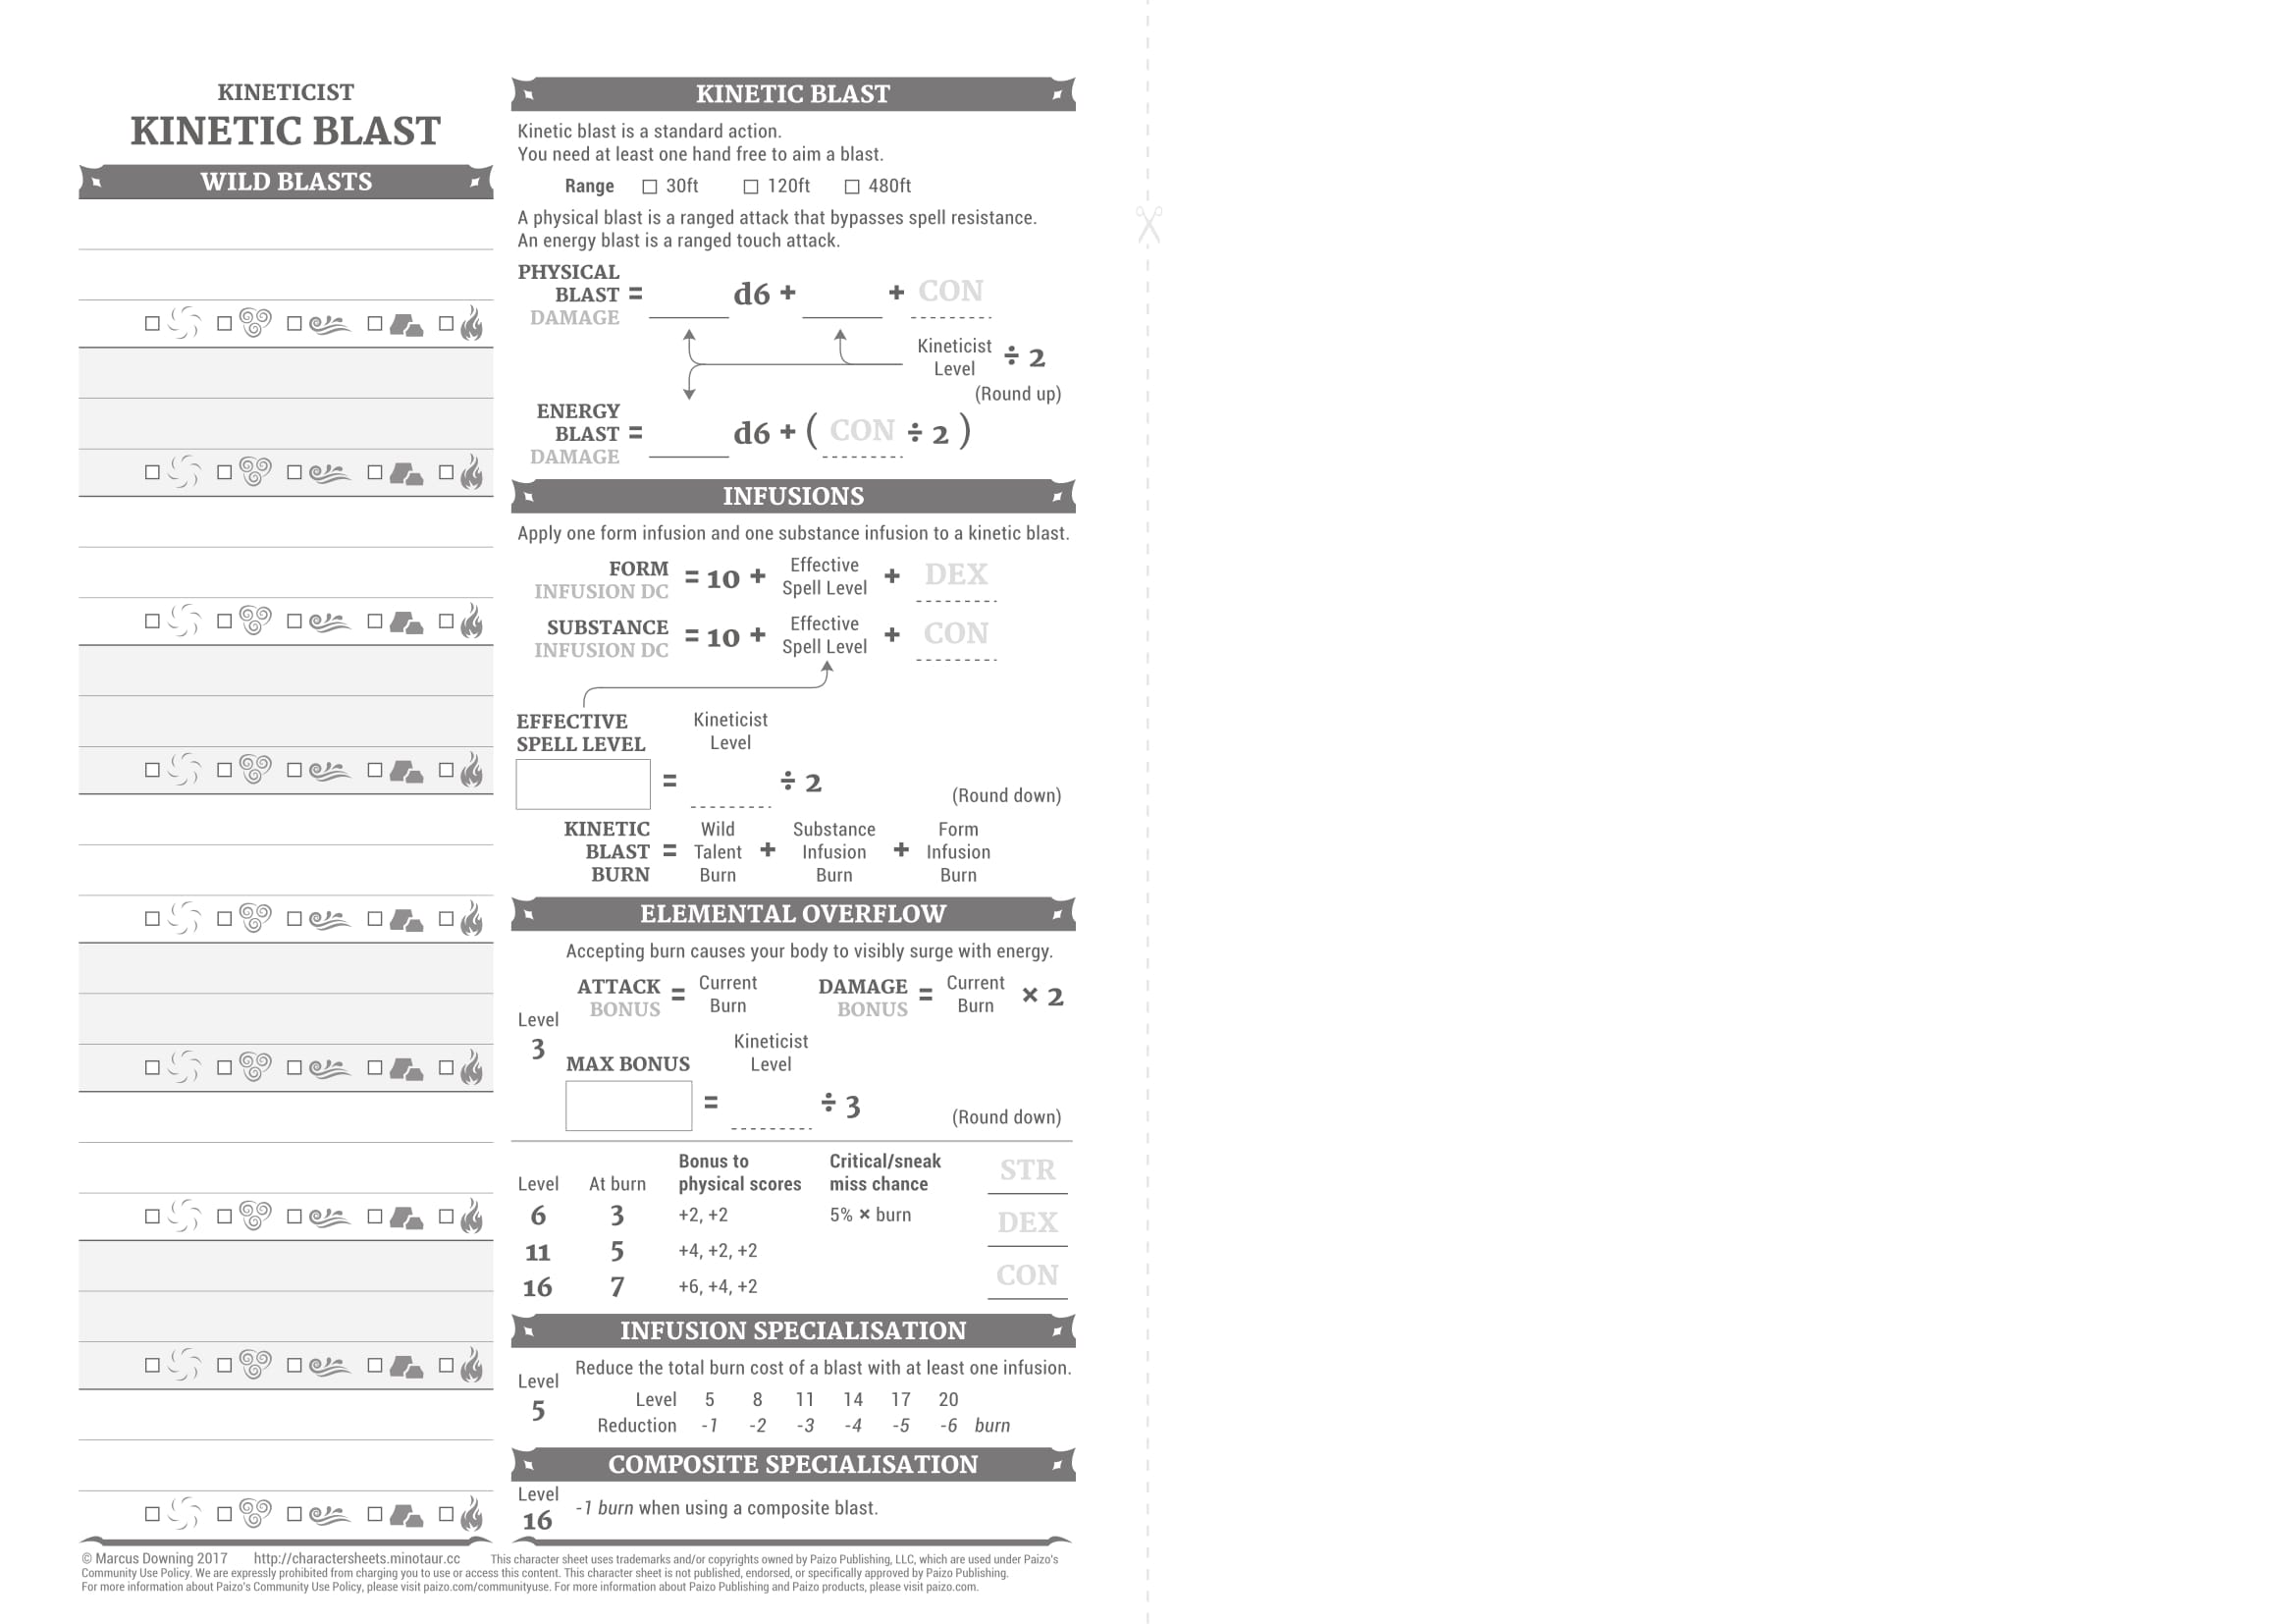 KINETICIST
KINETIC BLAST
WILD BLASTS
KINETIC BLAST
Kinetic blast is a standard action.
You need at least one hand free to aim a blast.
Range 30ft 120ft 480ft
A physical blast is a ranged attack that bypasses spell resistance.
An energy blast is a ranged touch attack.
PHYSICAL
BLAST = d6 + + CON
DAMAGE
Kineticist
Level ÷ 2
(Round up)
ENERGY
BLAST = d6 + ( CON ÷ 2 )
DAMAGE
INFUSIONS
Apply one form infusion and one substance infusion to a kinetic blast.
FORM
INFUSION DC = 10 + Effective
Spell Level + DEX
SUBSTANCE
INFUSION DC = 10 + Effective
Spell Level + CON
EFFECTIVE
SPELL LEVEL
Kineticist
Level
= ÷ 2 (Round down)
KINETIC
BLAST
BURN
= Wild
Talent
Burn
+ Substance
Infusion
Burn
+ Form
Infusion
Burn
ELEMENTAL OVERFLOW
Accepting burn causes your body to visibly surge with energy.
Level
3
ATTACK
BONUS = Current
Burn
DAMAGE
BONUS = Current
Burn × 2
MAX BONUS
Kineticist
Level
= ÷ 3 (Round down)
Level At burn Bonus to
physical scores Critical/sneak
miss chance
6 3 +2, +2 5% × burn
11 5 +4, +2, +2
16 7 +6, +4, +2
STR
DEX
CON
INFUSION SPECIALISATION
Level
5
Reduce the total burn cost of a blast with at least one infusion.
Level 5 8 11 14 17 20
Reduction -1 -2 -3 -4 -5 -6 burn
COMPOSITE SPECIALISATION
Level
16
-1 burn when using a composite blast.
© Marcus Downing 2017 http://charactersheets.minotaur.cc This character sheet uses trademarks and/or copyrights owned by Paizo Publishing, LLC, which are used under Paizo's
Community Use Policy. We are expressly prohibited from charging you to use or access this content. This character sheet is not published, endorsed, or specifically approved by Paizo Publishing.
For more information about Paizo's Community Use Policy, please visit paizo.com/communityuse. For more information about Paizo Publishing and Paizo products, please visit paizo.com.